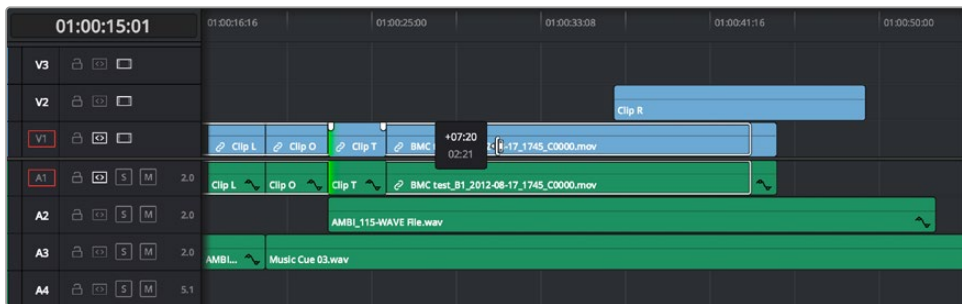 01:00:15:01
01:00:16:16 01:00:25:00 01:00:33:08 01:00:41:16 01:00:50:00
V3
V2
Clip R
V1
Clip L Clip O Clip T BMC -17_1745_C0000.mov
+07:20
02:21
A1 S M 2.0
Clip L Clip O Clip T BMC test_B1_2012-08-17_1745_C0000.mov
A2 S M 2.0
AMBI_115-WAVE File.wav
A3 S M 2.0
AMBI... Music Cue 03.wav
A4 S M 5.1